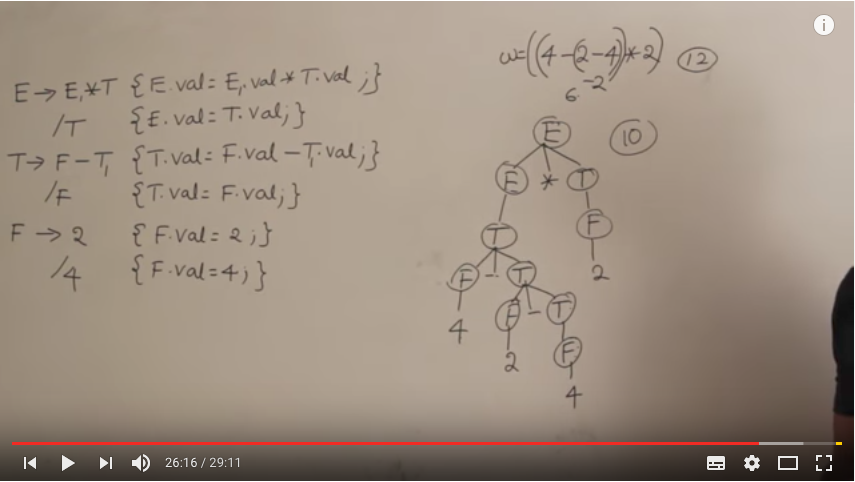 w=((4-(2-4))*2) 12
6 -2
E → E₁*T {E.val= E₁.val* T.val ;}
/T {E.val= T.val;}
T→ F-T₁ {T.val= F.val -T₁.val;}
/F {T.val= F.val;}
F → 2 { F.val= 2 ;}
/4 { F.val=4; }
E 10
E * T
T F
F - T 2
4 F - T
2 F
4
26:16 / 29:11